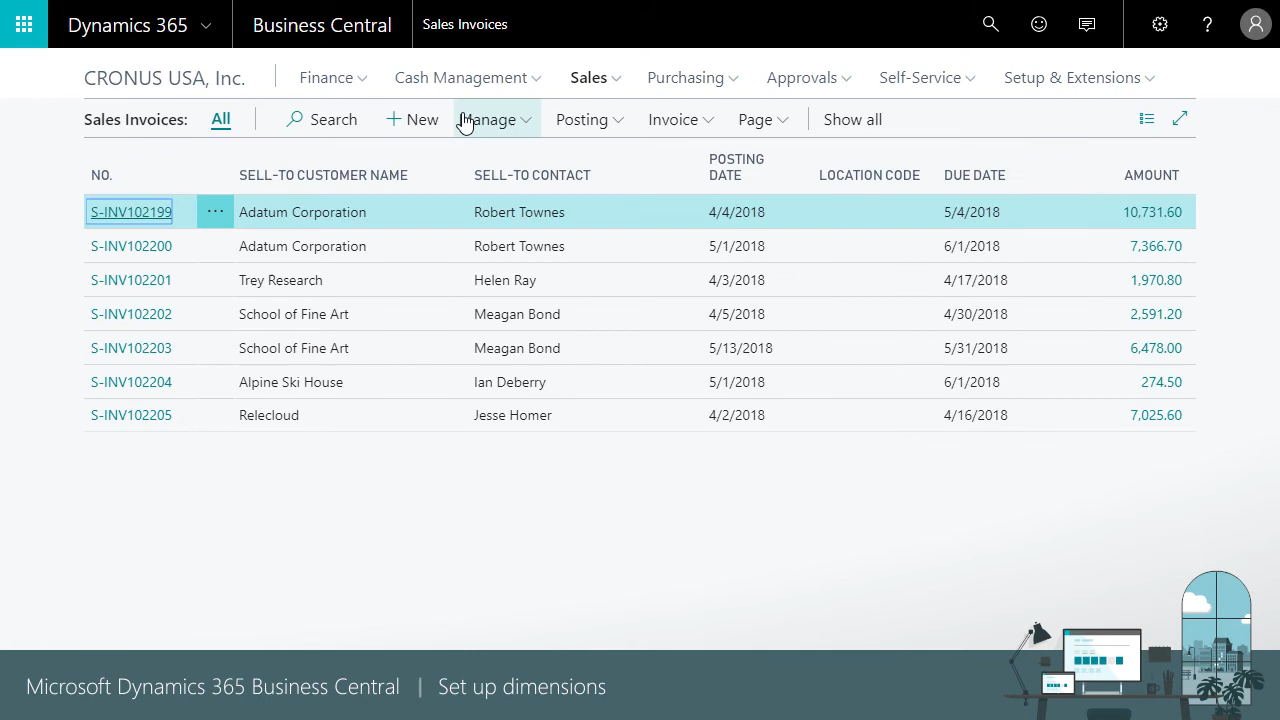 Dynamics 365 Business Central Sales Invoices
CRONUS USA, Inc. Finance Cash Management Sales Purchasing Approvals Self-Service Setup & Extensions
Sales Invoices: All Search New Manage Posting Invoice Page Show all
NO. SELL-TO CUSTOMER NAME SELL-TO CONTACT POSTING DATE LOCATION CODE DUE DATE AMOUNT
S-INV102199 ... Adatum Corporation Robert Townes 4/4/2018 5/4/2018 10,731.60
S-INV102200 Adatum Corporation Robert Townes 5/1/2018 6/1/2018 7,366.70
S-INV102201 Trey Research Helen Ray 4/3/2018 4/17/2018 1,970.80
S-INV102202 School of Fine Art Meagan Bond 4/5/2018 4/30/2018 2,591.20
S-INV102203 School of Fine Art Meagan Bond 5/13/2018 5/31/2018 6,478.00
S-INV102204 Alpine Ski House Ian Deberry 5/1/2018 6/1/2018 274.50
S-INV102205 Relecloud Jesse Homer 4/2/2018 4/16/2018 7,025.60
Microsoft Dynamics 365 Business Central | Set up dimensions